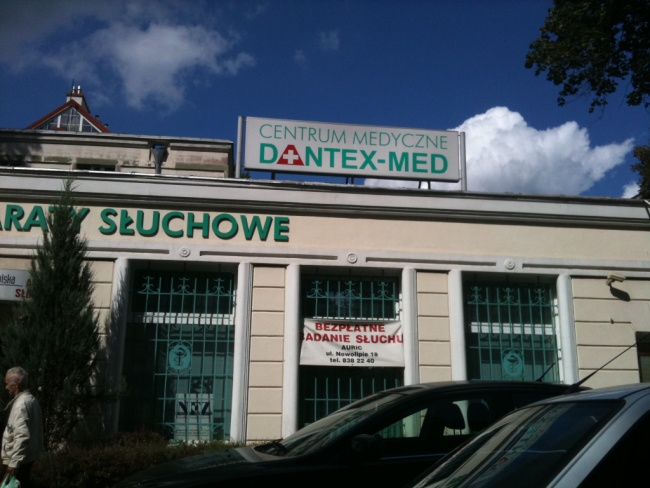 CENTRUM MEDYCZNE
DANTEX-MED
SŁUCHOWE
BEZPŁATNE
BADANIE SŁUCHU
AURIC
ul. Nowolipie 18
tel. 838 22 40